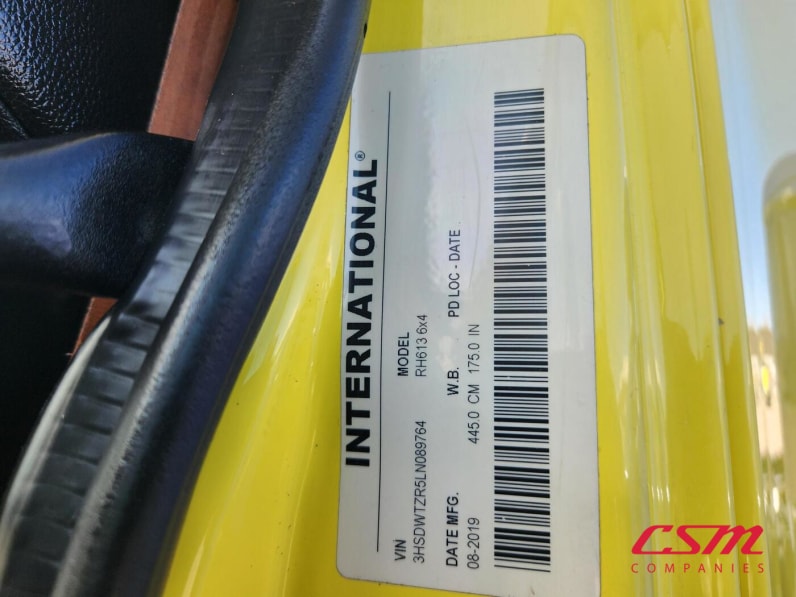 INTERNATIONAL®
VIN MODEL
3HSDWTZR5LN089764 RH613 6x4
DATE MFG. W.B. PD LOC - DATE
08-2019 445.0 CM 175.0 IN
CSM
COMPANIES